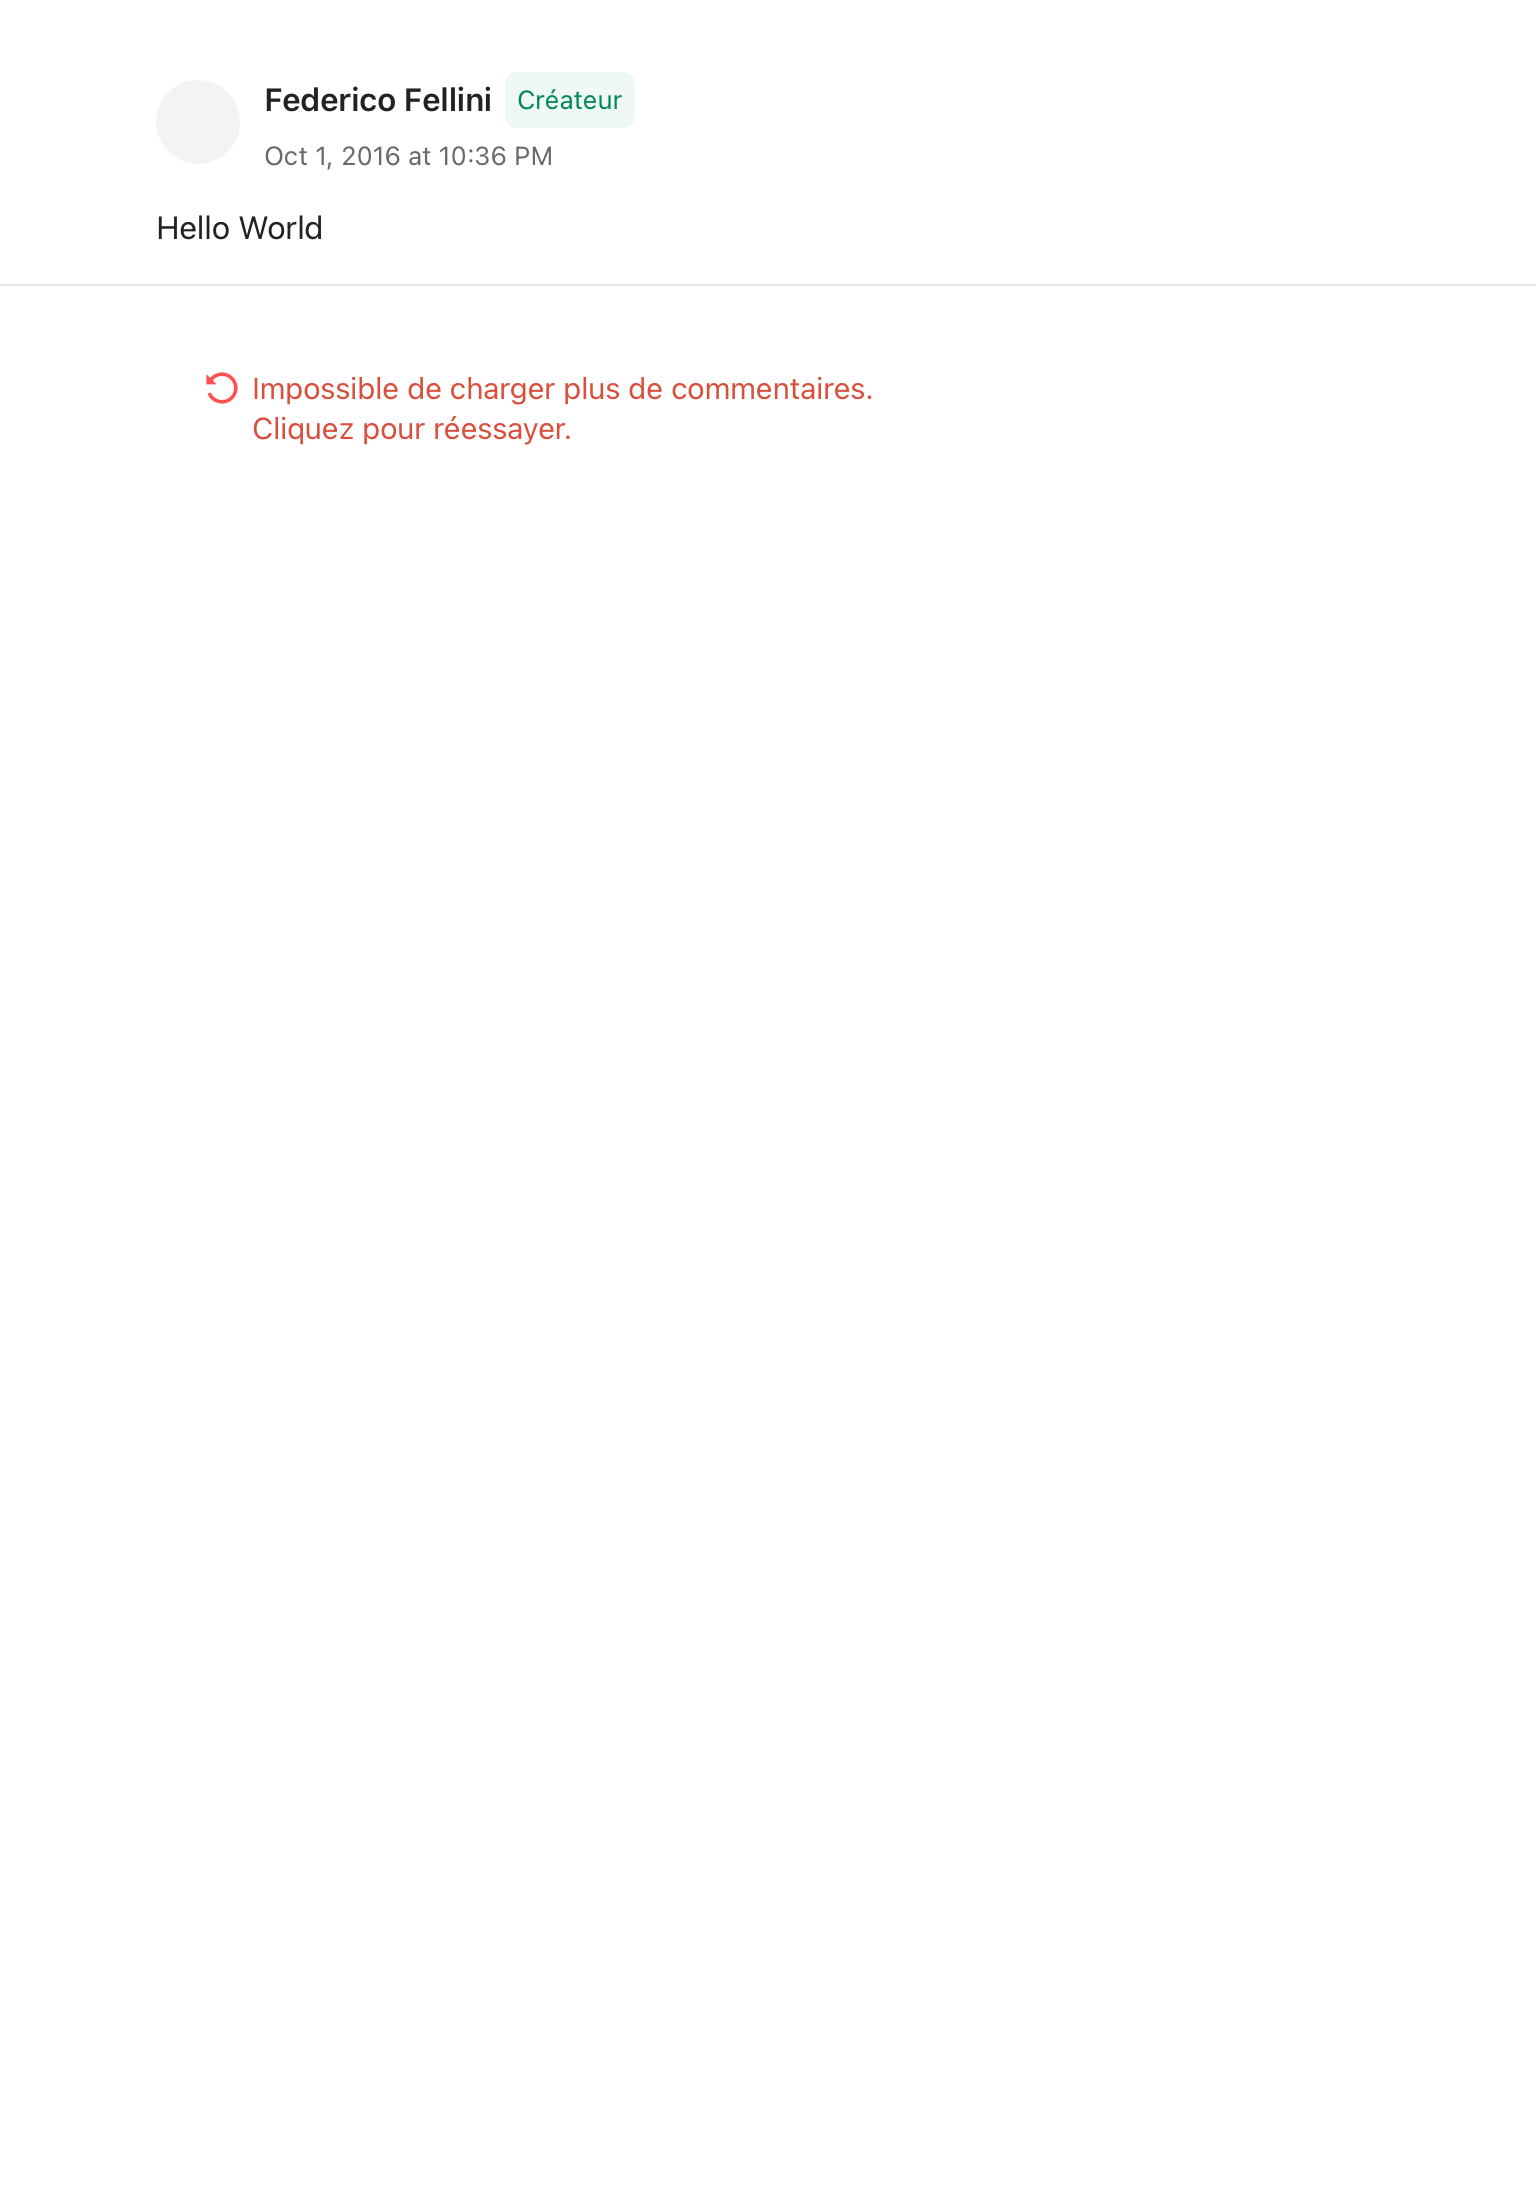 Federico Fellini Créateur
Oct 1, 2016 at 10:36 PM
Hello World
Impossible de charger plus de commentaires.
Cliquez pour réessayer.